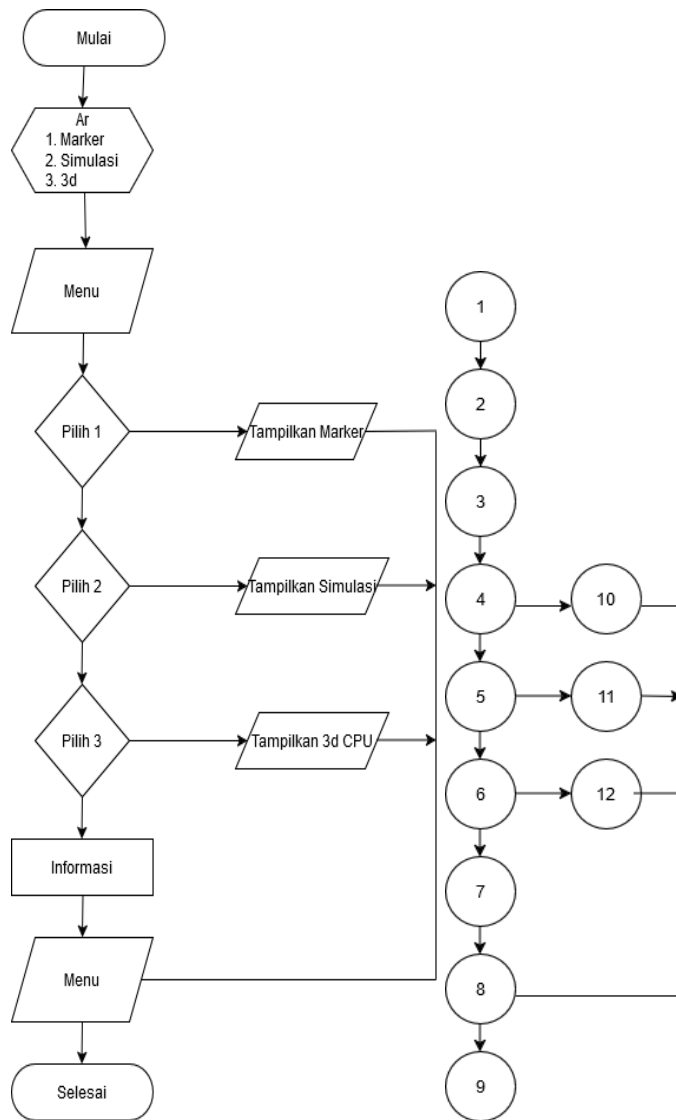 Mulai
Ar
1. Marker
2. Simulasi
3. 3d
Menu
Pilih 1
Tampilkan Marker
Pilih 2
Tampilkan Simulasi
Pilih 3
Tampilkan 3d CPU
Informasi
Menu
Selesai
1
2
3
4
10
5
11
6
12
7
8
9